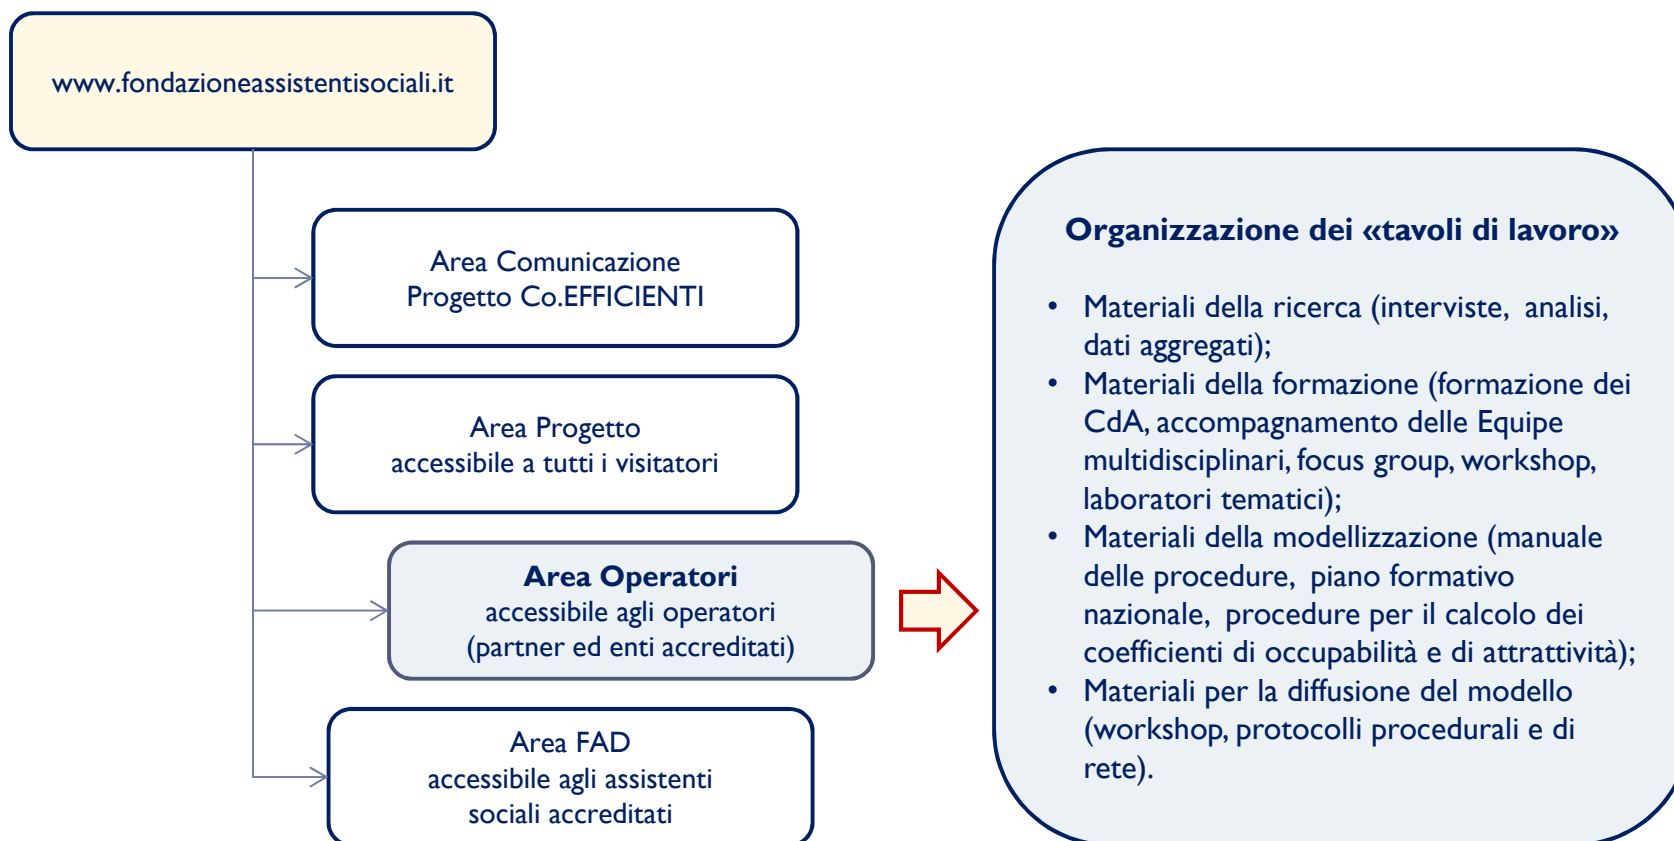 www.fondazioneassistentisociali.it
Area Comunicazione
Progetto Co.EFFICIENTI
Area Progetto
accessibile a tutti i visitatori
Area Operatori
accessibile agli operatori
(partner ed enti accreditati)
Area FAD
accessibile agli assistenti
sociali accreditati
Organizzazione dei «tavoli di lavoro»
• Materiali della ricerca (interviste, analisi,
dati aggregati);
• Materiali della formazione (formazione dei
CdA, accompagnamento delle Equipe
multidisciplinari, focus group, workshop,
laboratori tematici);
• Materiali della modellizzazione (manuale
delle procedure, piano formativo
nazionale, procedure per il calcolo dei
coefficienti di occupabilità e di attrattività);
• Materiali per la diffusione del modello
(workshop, protocolli procedurali e di
rete).